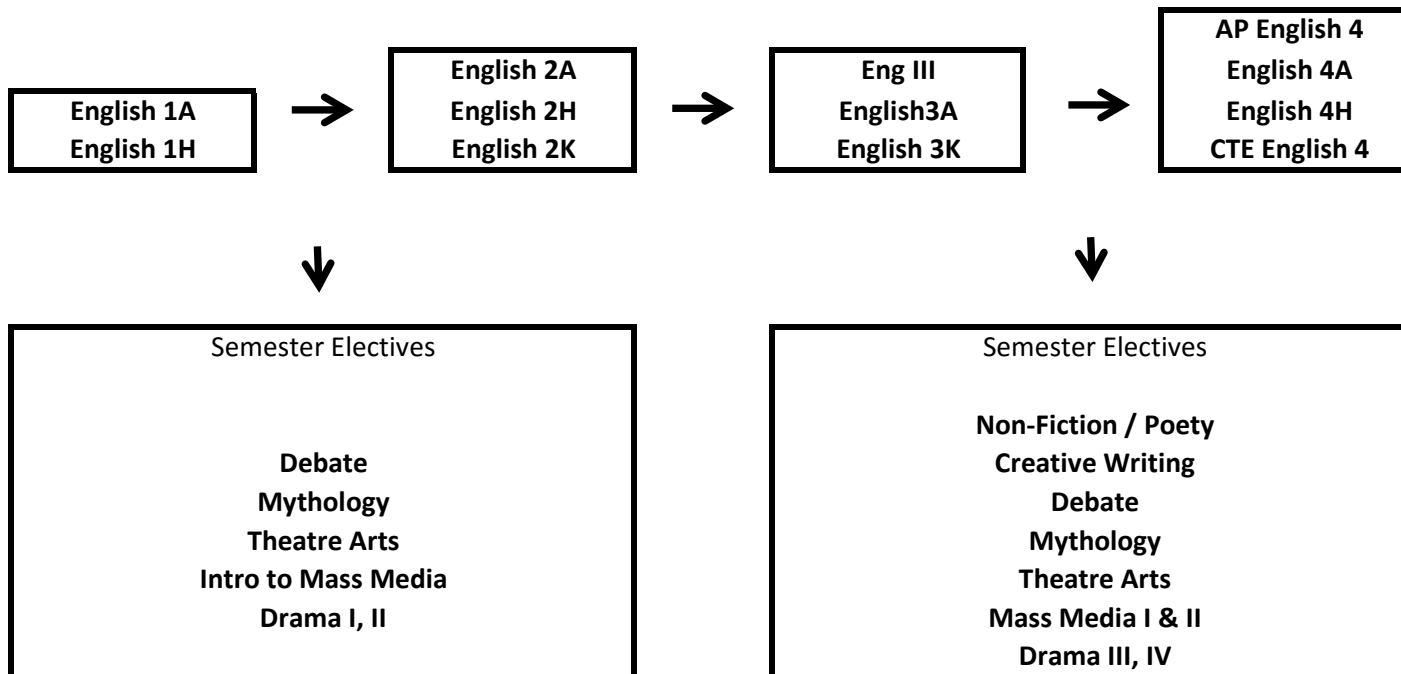 English 1A
English 1H
English 2A
English 2H
English 2K
Eng III
English3A
English 3K
AP English 4
English 4A
English 4H
CTE English 4
Semester Electives
Debate
Mythology
Theatre Arts
Intro to Mass Media
Drama I, II
Semester Electives
Non-Fiction / Poety
Creative Writing
Debate
Mythology
Theatre Arts
Mass Media I & II
Drama III, IV